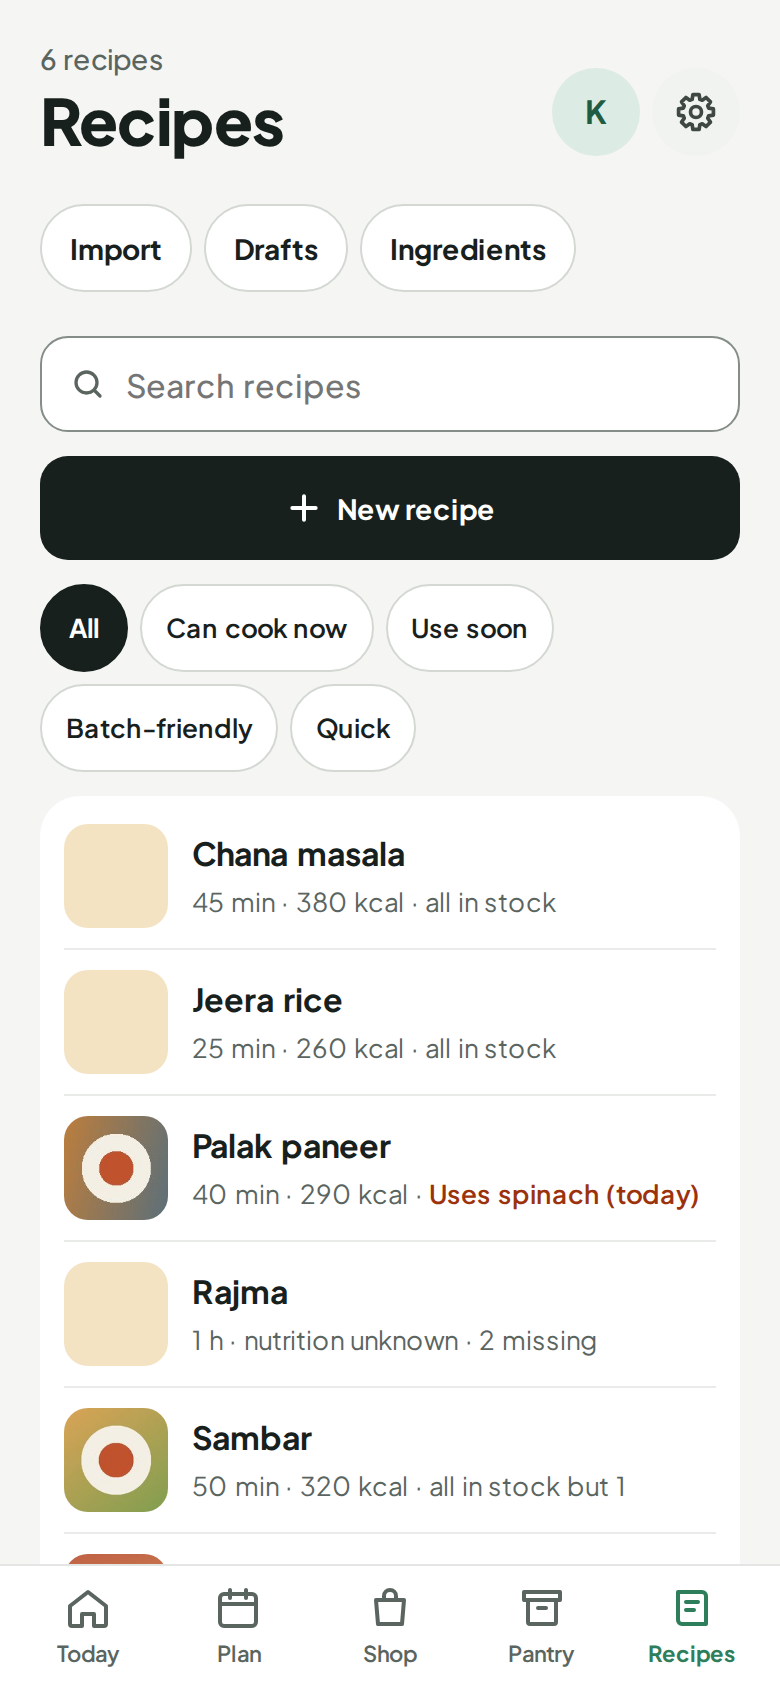 6 recipes
Recipes
K
Import Drafts Ingredients
Search recipes
New recipe
All Can cook now Use soon
Batch-friendly Quick
Chana masala
45 min · 380 kcal · all in stock
Jeera rice
25 min · 260 kcal · all in stock
Palak paneer
40 min · 290 kcal · Uses spinach (today)
Rajma
1 h · nutrition unknown · 2 missing
Sambar
50 min · 320 kcal · all in stock but 1
Today Plan Shop Pantry Recipes